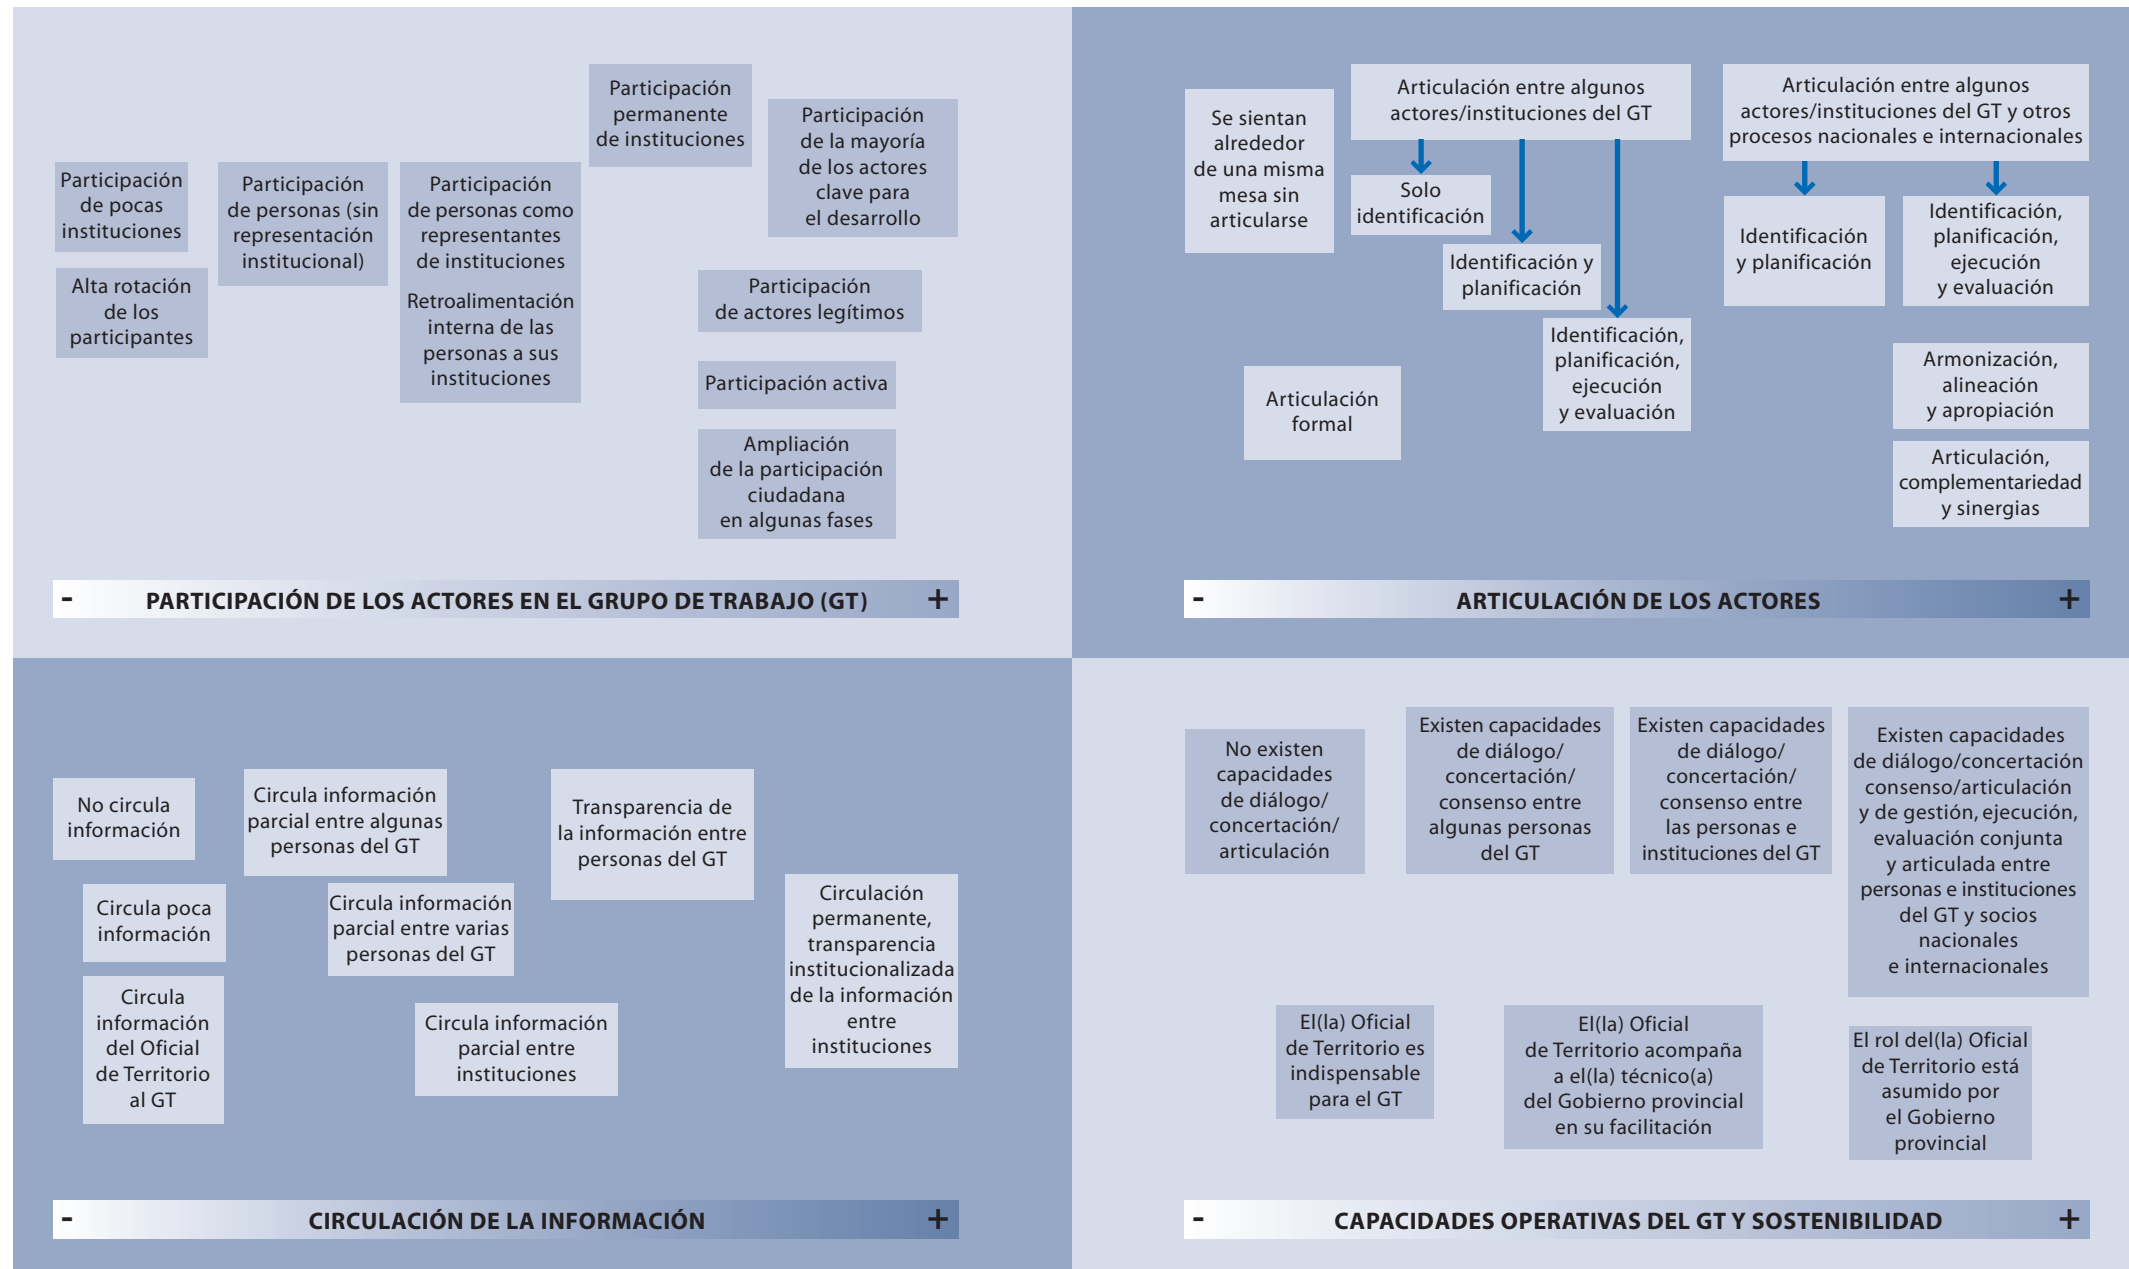 Participación
de pocas
instituciones
Alta rotación
de los
participantes
Participación
de personas (sin
representación
institucional)
Participación
de personas como
representantes
de instituciones
Retroalimentación
interna de las
personas a sus
instituciones
Participación
permanente
de instituciones
Participación
de la mayoría
de los actores
clave para
el desarrollo
Participación
de actores legítimos
Participación activa
Ampliación
de la participación
ciudadana
en algunas fases
- PARTICIPACIÓN DE LOS ACTORES EN EL GRUPO DE TRABAJO (GT) +
Se sientan
alrededor
de una misma
mesa sin
articularse
Articulación entre algunos
actores/instituciones del GT
Solo
identificación
Identificación y
planificación
Identificación,
planificación,
ejecución
y evaluación
Articulación
formal
Articulación entre algunos
actores/instituciones del GT y otros
procesos nacionales e internacionales
Identificación
y planificación
Identificación,
planificación,
ejecución
y evaluación
Armonización,
alineación
y apropiación
Articulación,
complementariedad
y sinergias
- ARTICULACIÓN DE LOS ACTORES +
No circula
información
Circula poca
información
Circula
información
del Oficial
de Territorio
al GT
Circula información
parcial entre algunas
personas del GT
Circula información
parcial entre varias
personas del GT
Circula información
parcial entre
instituciones
Transparencia de
la información entre
personas del GT
Circulación
permanente,
transparencia
institucionalizada
de la información
entre
instituciones
- CIRCULACIÓN DE LA INFORMACIÓN +
No existen
capacidades
de diálogo/
concertación/
articulación
Existen capacidades
de diálogo/
concertación/
consenso entre
algunas personas
del GT
Existen capacidades
de diálogo/
concertación/
consenso entre
las personas e
instituciones del GT
Existen capacidades
de diálogo/concertación
consenso/articulación
y de gestión, ejecución,
evaluación conjunta
y articulada entre
personas e instituciones
del GT y socios
nacionales
e internacionales
El(la) Oficial
de Territorio es
indispensable
para el GT
El(la) Oficial
de Territorio acompaña
a el(la) técnico(a)
del Gobierno provincial
en su facilitación
El rol del(la) Oficial
de Territorio está
asumido por
el Gobierno
provincial
- CAPACIDADES OPERATIVAS DEL GT Y SOSTENIBILIDAD +